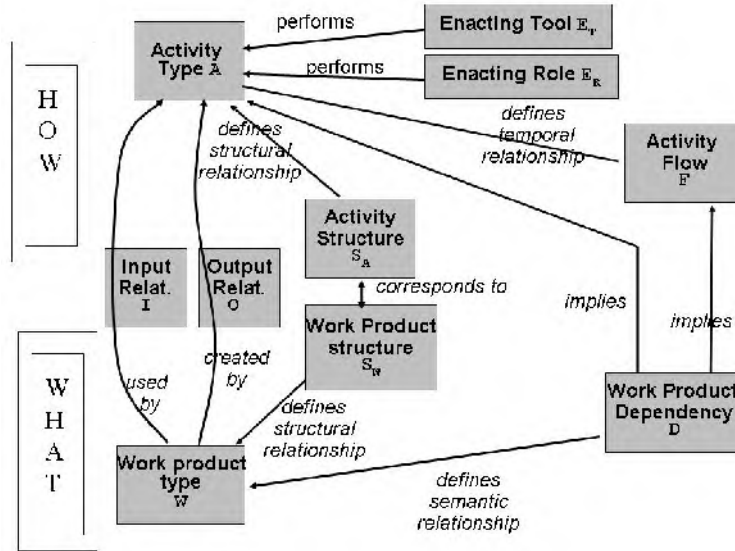 performs
Enacting Tool E_T
Activity
Type A
performs
Enacting Role E_R
H
O
W
defines
structural
relationship
defines
temporal
relationship
Activity
Flow
F
Activity
Structure
S_A
Input
Relat.
I
Output
Relat.
O
corresponds to
implies
implies
Work Product
structure
S_W
W
H
A
T
used
by
created
by
defines
structural
relationship
Work Product
Dependency
D
Work product
type
W
defines
semantic
relationship